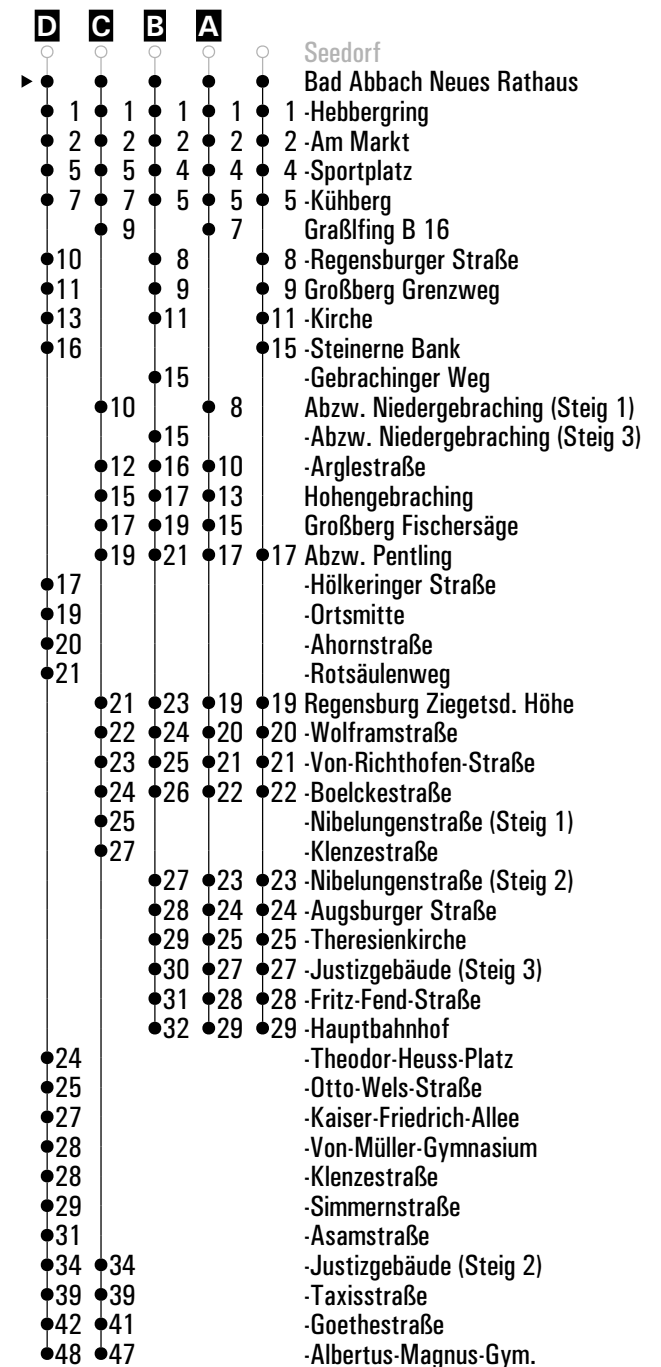 D C B A
Seedorf
Bad Abbach Neues Rathaus
1 1 1 1 1 -Hebbergring
2 2 2 2 2 -Am Markt
5 5 4 4 4 -Sportplatz
7 7 5 5 5 -Kühberg
9 7 Graßlfing B 16
10 8 8 -Regensburger Straße
11 9 9 Großberg Grenzweg
13 11 11 -Kirche
16 15 -Steinerne Bank
15 -Gebrachinger Weg
10 8 Abzw. Niedergebraching (Steig 1)
15 -Abzw. Niedergebraching (Steig 3)
12 16 10 -Arglestraße
15 17 13 Hohengebraching
17 19 15 Großberg Fischersäge
19 21 17 17 Abzw. Pentling
17 -Hölkeringer Straße
19 -Ortsmitte
20 -Ahornstraße
21 -Rotsäulenweg
21 23 19 19 Regensburg Ziegetsd. Höhe
22 24 20 20 -Wolframstraße
23 25 21 21 -Von-Richthofen-Straße
24 26 22 22 -Boelckestraße
25 -Nibelungenstraße (Steig 1)
27 -Klenzestraße
27 23 23 -Nibelungenstraße (Steig 2)
28 24 24 -Augsburger Straße
29 25 25 -Theresienkirche
30 27 27 -Justizgebäude (Steig 3)
31 28 28 -Fritz-Fend-Straße
32 29 29 -Hauptbahnhof
24 -Theodor-Heuss-Platz
25 -Otto-Wels-Straße
27 -Kaiser-Friedrich-Allee
28 -Von-Müller-Gymnasium
28 -Klenzestraße
29 -Simmernstraße
31 -Asamstraße
34 34 -Justizgebäude (Steig 2)
39 39 -Taxisstraße
42 41 -Goethestraße
48 47 -Albertus-Magnus-Gym.